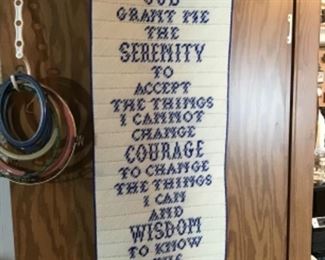 GOD
GRANT ME
THE
SERENITY
TO
ACCEPT
THE THINGS
I CANNOT
CHANGE
COURAGE
TO CHANGE
THE THINGS
I CAN
AND
WISDOM
TO KNOW
THE